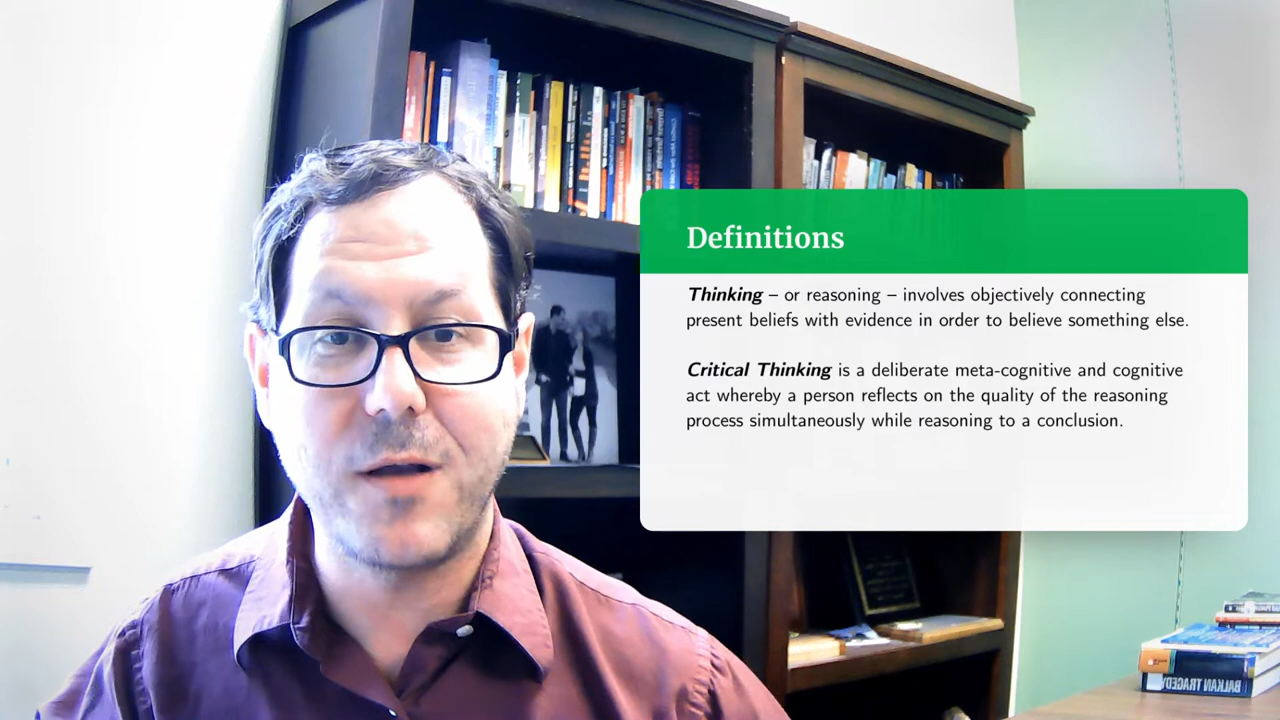 Definitions
Thinking – or reasoning – involves objectively connecting
present beliefs with evidence in order to believe something else.
Critical Thinking is a deliberate meta-cognitive and cognitive
act whereby a person reflects on the quality of the reasoning
process simultaneously while reasoning to a conclusion.
BALKAN TRAGEDY